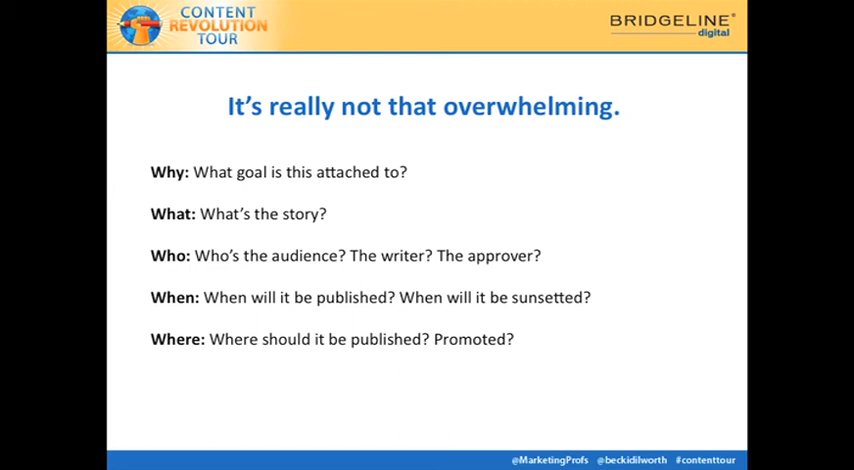 CONTENT
REVOLUTION
TOUR
BRIDGELINE®
digital
It's really not that overwhelming.
Why: What goal is this attached to?
What: What's the story?
Who: Who's the audience? The writer? The approver?
When: When will it be published? When will it be sunsetted?
Where: Where should it be published? Promoted?
@MarketingProfs @beckidilworth #contenttour